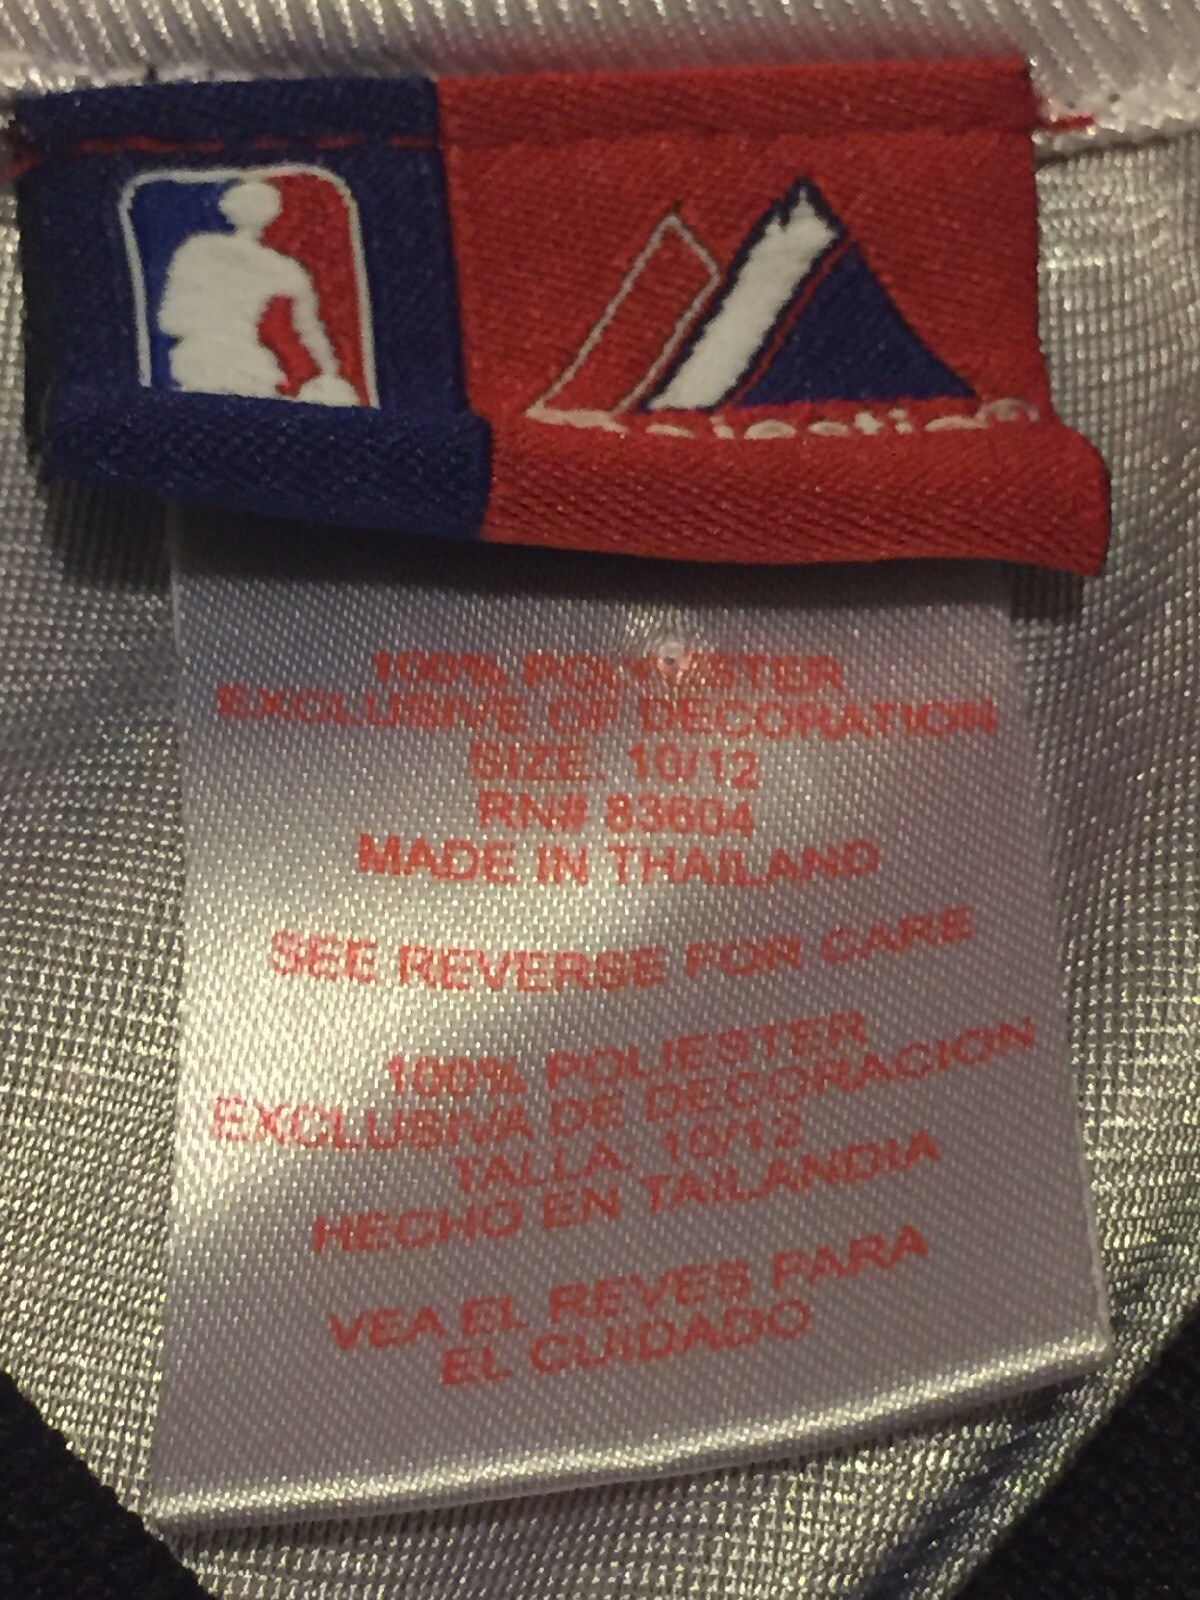 majestic®
100% POLYESTER
EXCLUSIVE OF DECORATION
SIZE: 10/12
RN# 83604
MADE IN THAILAND
SEE REVERSE FOR CARE
100% POLIESTER
EXCLUSIVA DE DECORACION
TALLA: 10/12
HECHO EN TAILANDIA
VEA EL REVES PARA
EL CUIDADO